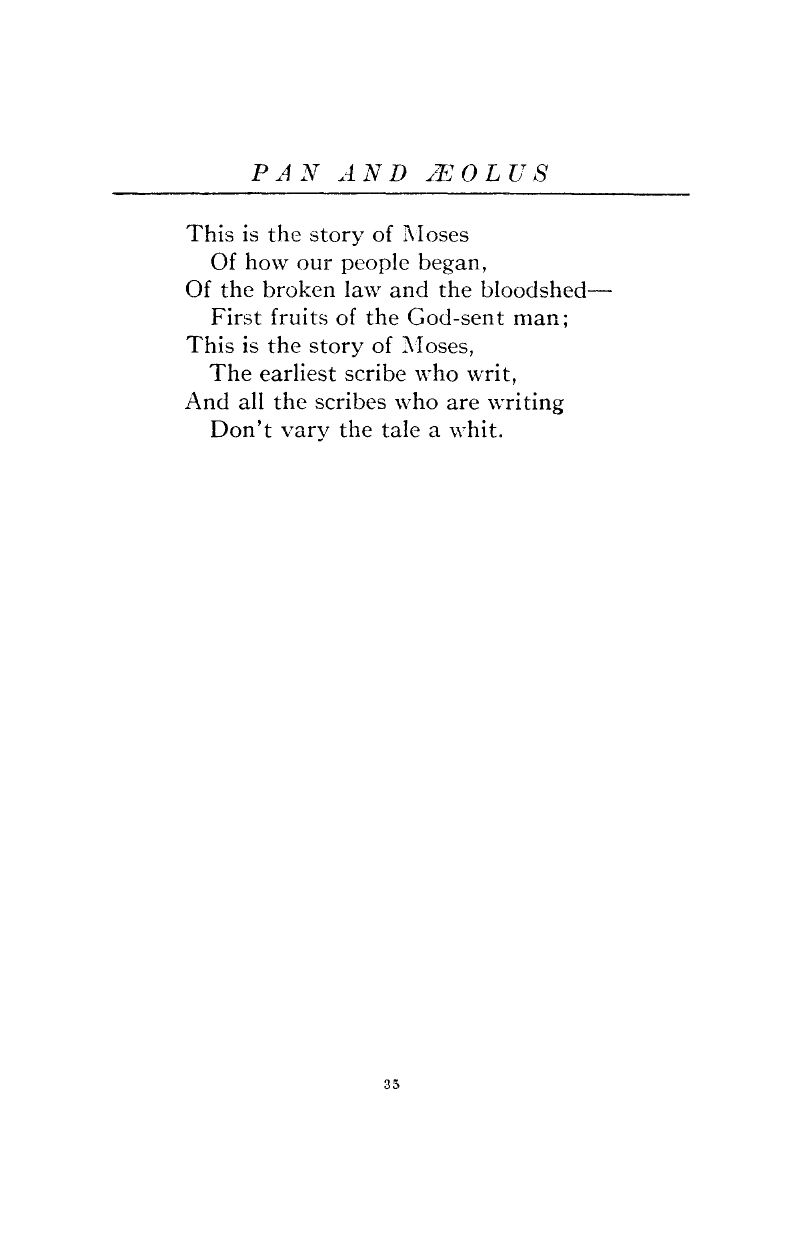 PAN AND ÆOLUS
This is the story of Moses
Of how our people began,
Of the broken law and the bloodshed—
First fruits of the God-sent man;
This is the story of Moses,
The earliest scribe who writ,
And all the scribes who are writing
Don't vary the tale a whit.
35